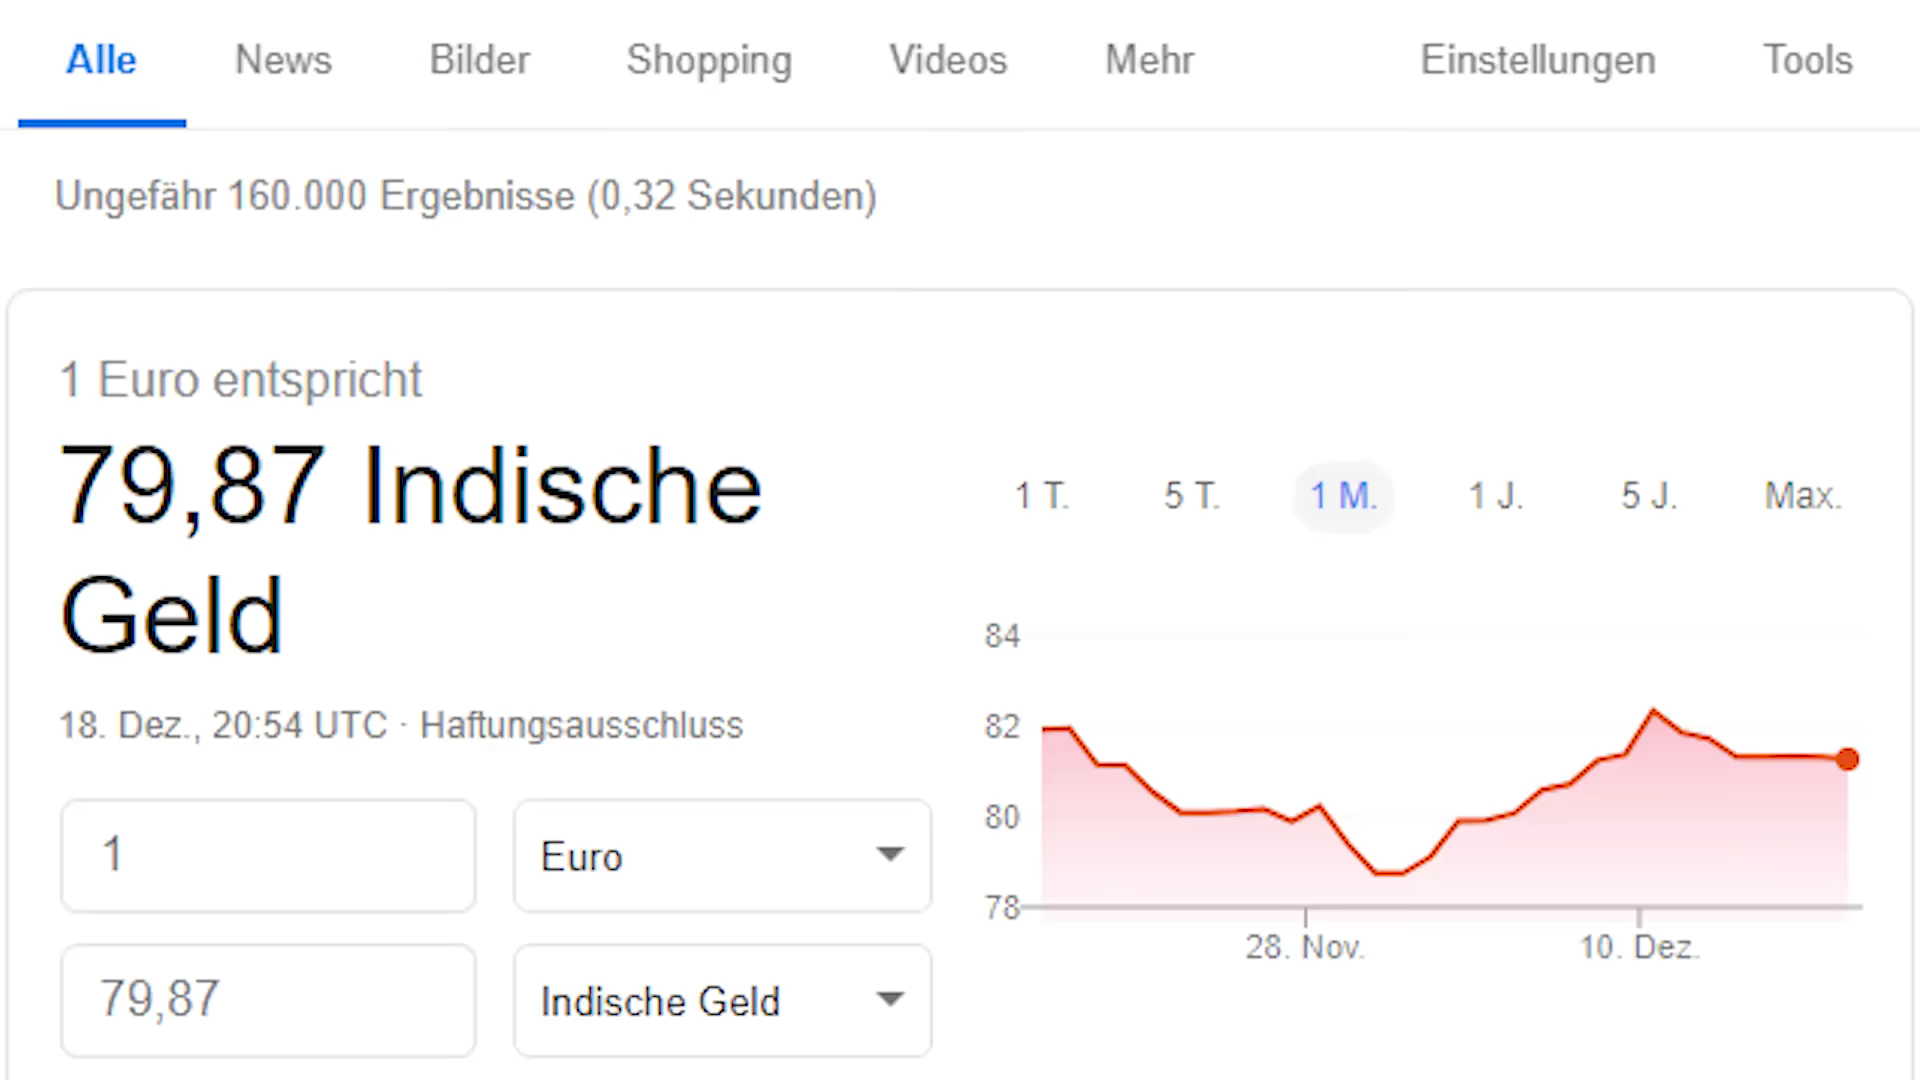 Alle News Bilder Shopping Videos Mehr Einstellungen Tools
Ungefähr 160.000 Ergebnisse (0,32 Sekunden)
1 Euro entspricht
79,87 Indische
Geld
18. Dez., 20:54 UTC · Haftungsausschluss
1 Euro
79,87 Indische Geld
1 T. 5 T. 1 M. 1 J. 5 J. Max.
84
82
80
78
28. Nov. 10. Dez.